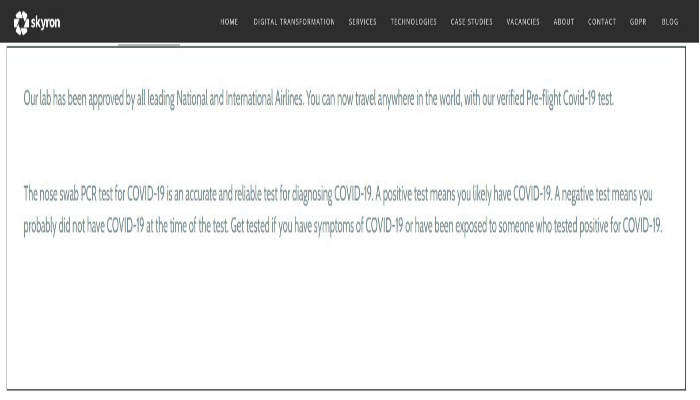 skyron
HOME DIGITAL TRANSFORMATION SERVICES TECHNOLOGIES CASE STUDIES VACANCIES ABOUT CONTACT GDPR BLOG
Our lab has been approved by all leading National and International Airlines. You can now travel anywhere in the world, with our verified Pre-flight Covid-19 test.
The nose swab PCR test for COVID-19 is an accurate and reliable test for diagnosing COVID-19. A positive test means you likely have COVID-19. A negative test means you
probably did not have COVID-19 at the time of the test. Get tested if you have symptoms of COVID-19 or have been exposed to someone who tested positive for COVID-19.